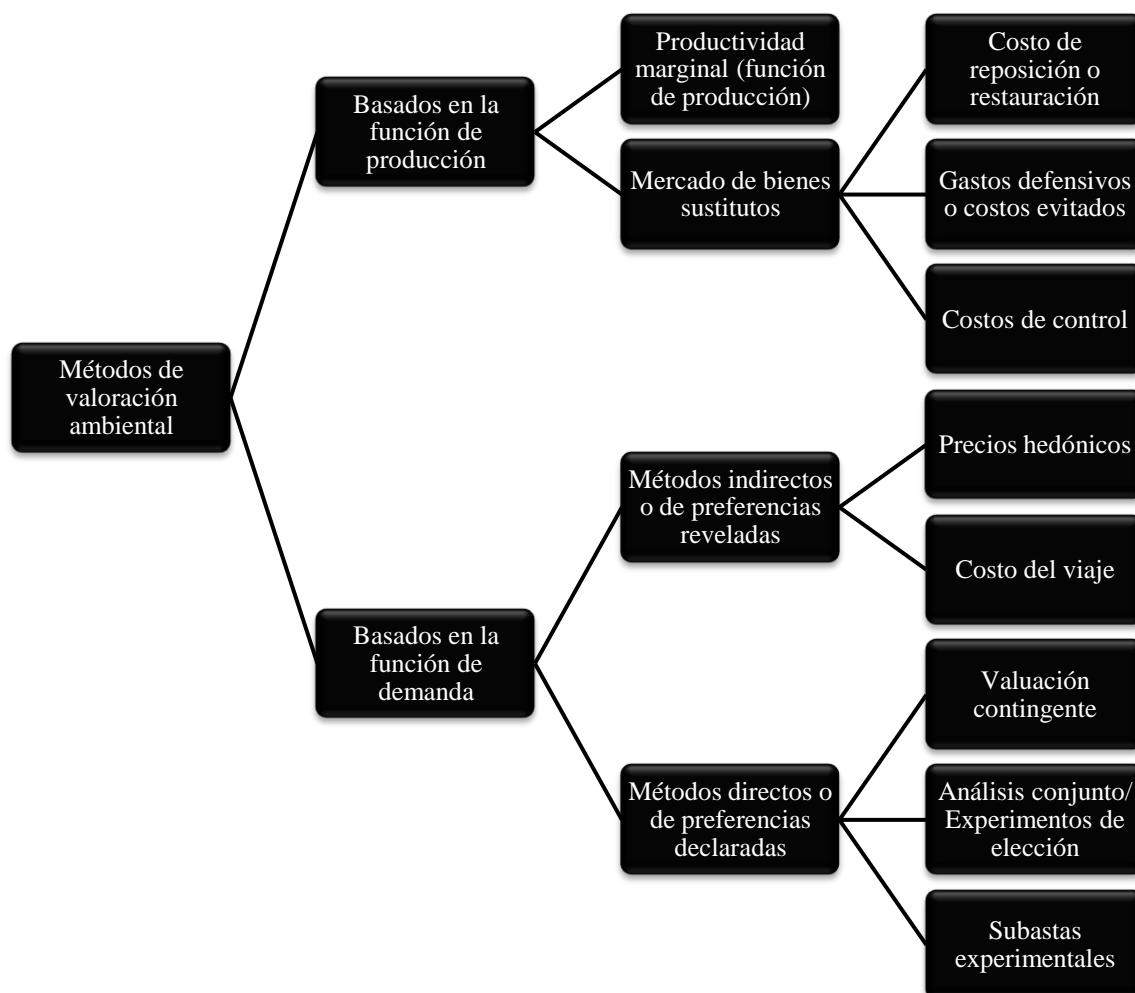 Métodos de
valoración
ambiental
Basados en la
función de
producción
Productividad
marginal (función
de producción)
Mercado de bienes
sustitutos
Costo de
reposición o
restauración
Gastos defensivos
o costos evitados
Costos de control
Basados en la
función de
demanda
Métodos indirectos
o de preferencias
reveladas
Precios hedónicos
Costo del viaje
Métodos directos o
de preferencias
declaradas
Valuación
contingente
Análisis conjunto/
Experimentos de
elección
Subastas
experimentales